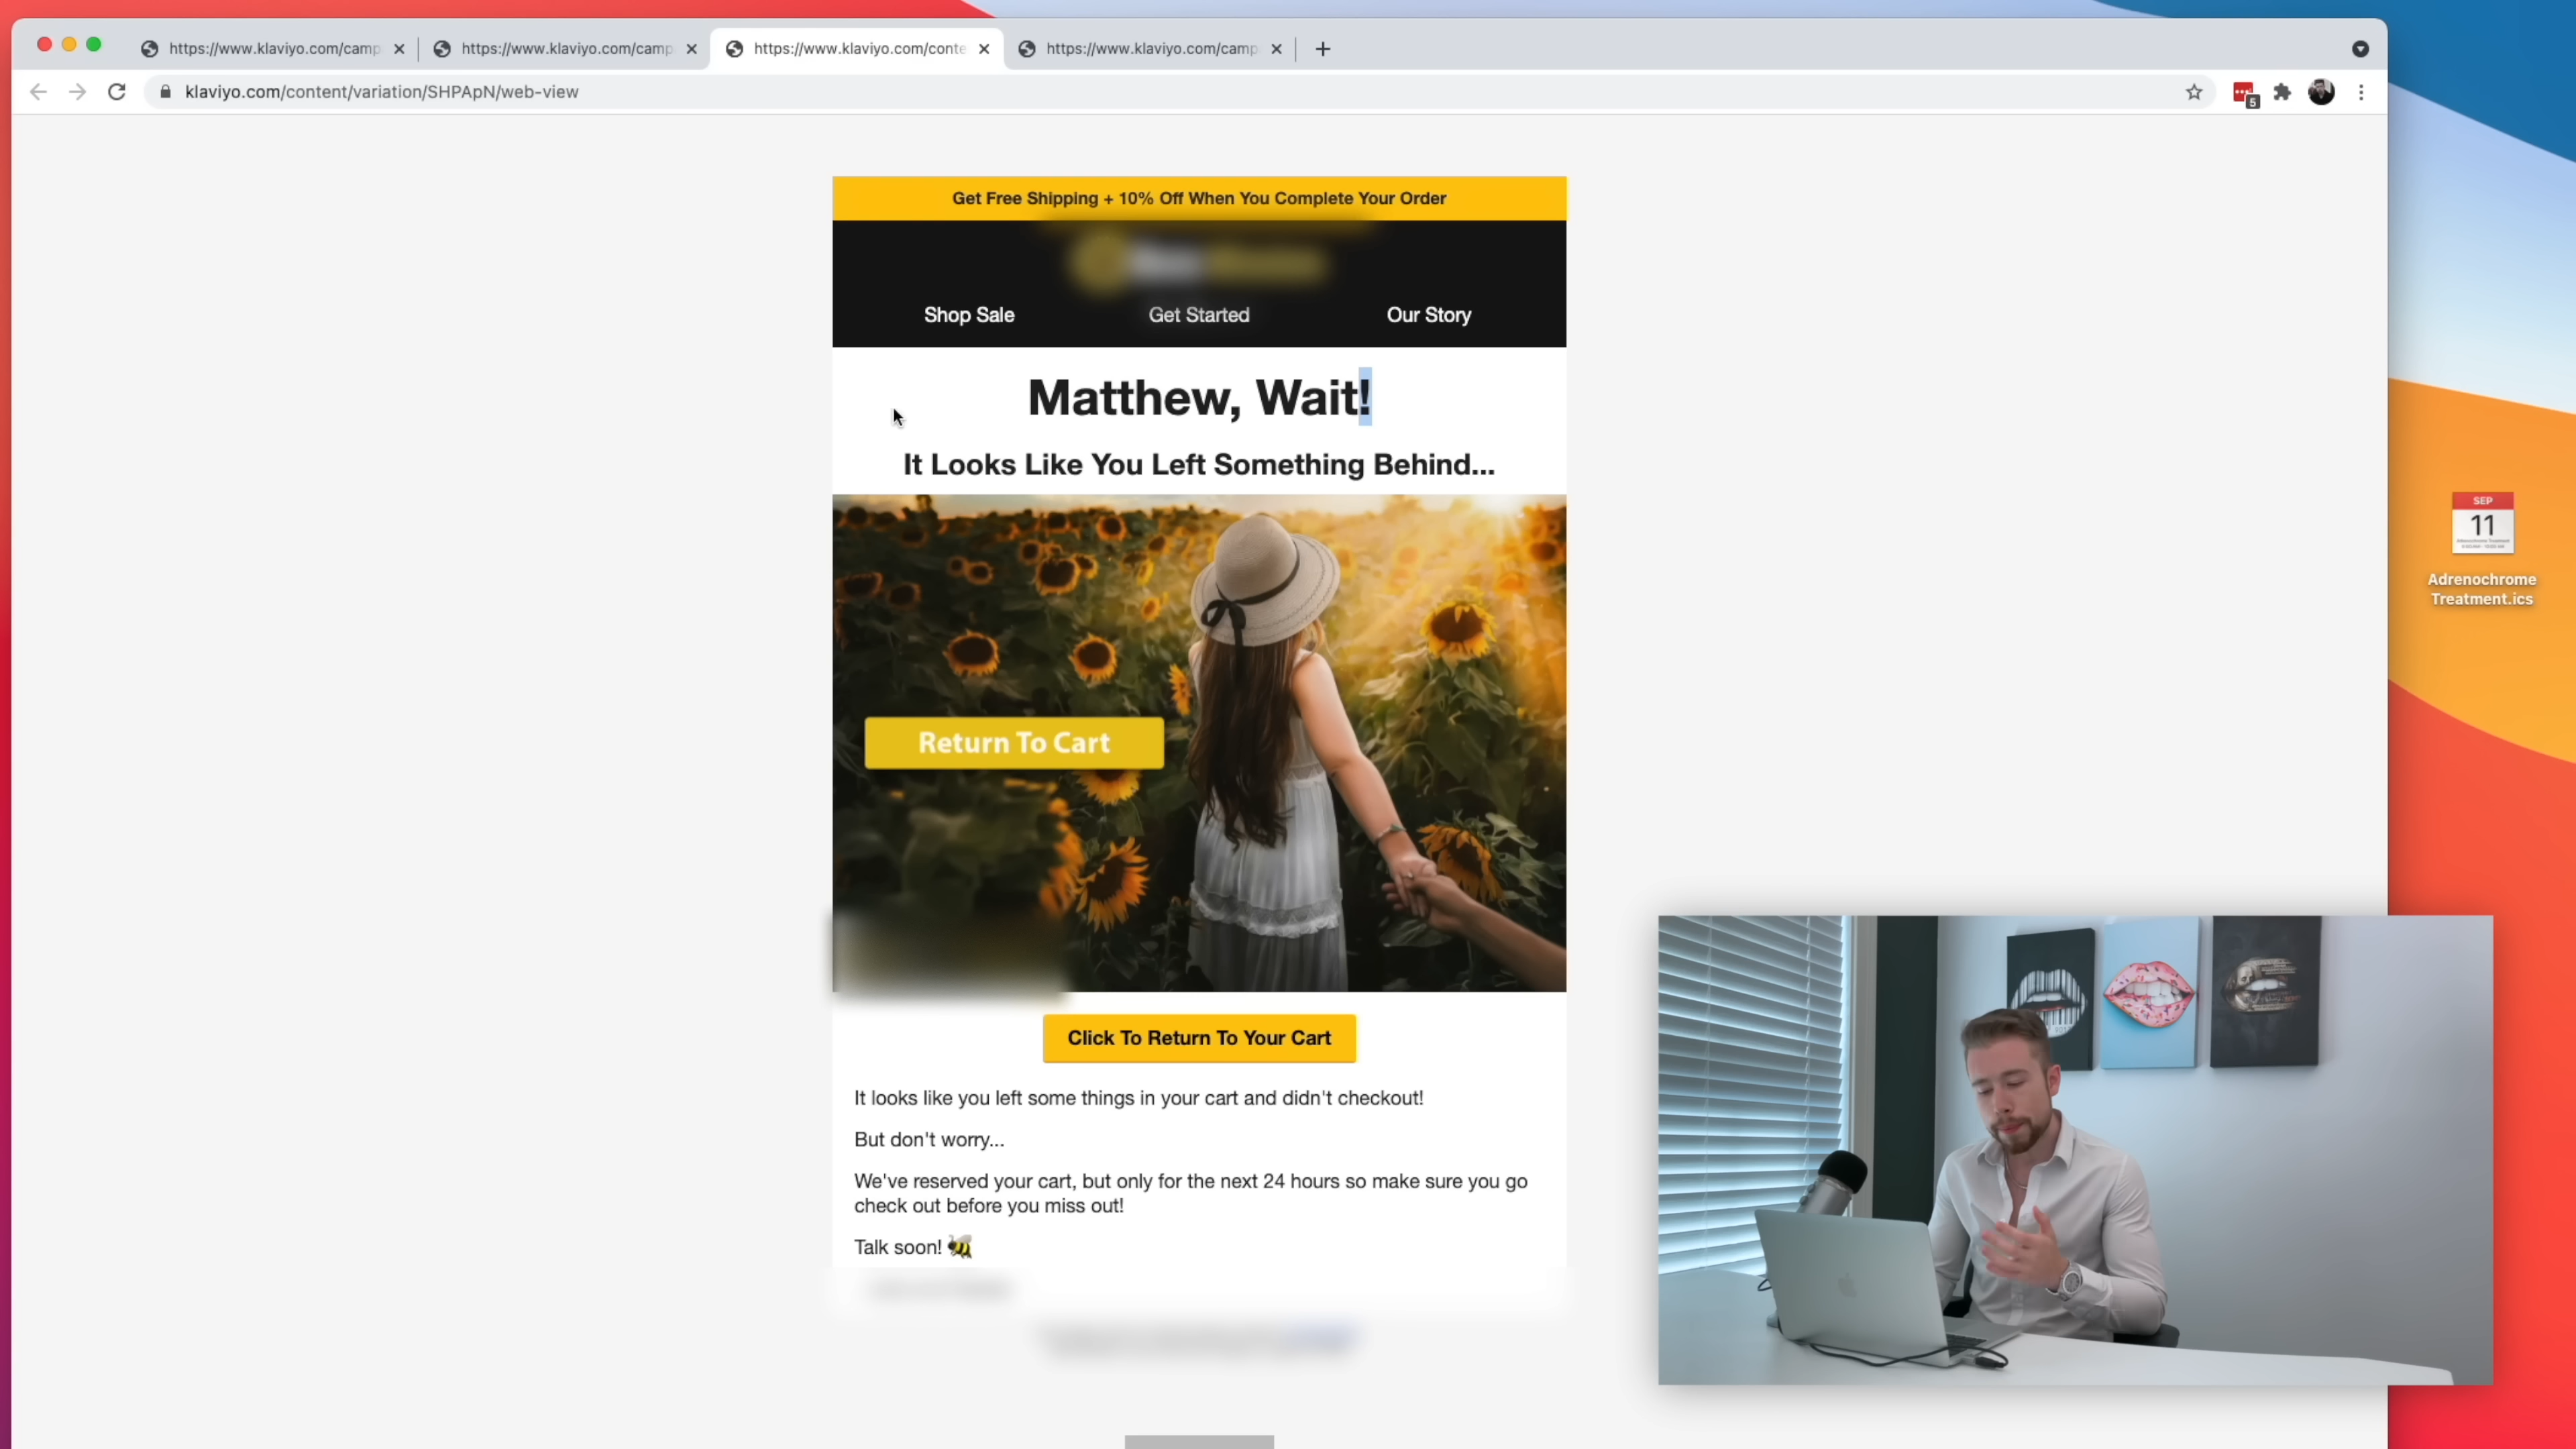 https://www.klaviyo.com/camp
https://www.klaviyo.com/camp
https://www.klaviyo.com/conte
https://www.klaviyo.com/camp
klaviyo.com/content/variation/SHPApN/web-view
5
Get Free Shipping + 10% Off When You Complete Your Order
Shop Sale
Get Started
Our Story
Matthew, Wait!
It Looks Like You Left Something Behind...
Return To Cart
Click To Return To Your Cart
It looks like you left some things in your cart and didn't checkout!
But don't worry...
We've reserved your cart, but only for the next 24 hours so make sure you go
check out before you miss out!
Talk soon! 🐝
SEP
11
Adrenochrome
Treatment.ics